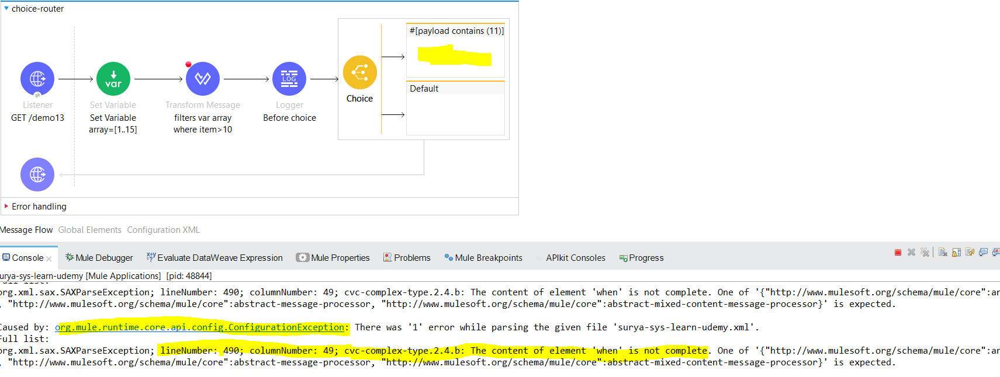 choice-router
#[payload contains (11)]
LOG
var
Choice
Default
Listener
GET /demo13
Set Variable
Set Variable
array=[1..15]
Transform Message
filters var array
where item>10
Logger
Before choice
Error handling
Message Flow Global Elements Configuration XML
Console Mule Debugger Evaluate DataWeave Expression Mule Properties Problems Mule Breakpoints APIkit Consoles Progress
urya-sys-learn-udemy [Mule Applications] [pid: 48844]
org.xml.sax.SAXParseException; lineNumber: 490; columnNumber: 49; cvc-complex-type.2.4.b: The content of element 'when' is not complete. One of '{"http://www.mulesoft.org/schema/mule/core":an
, "http://www.mulesoft.org/schema/mule/core":abstract-message-processor, "http://www.mulesoft.org/schema/mule/core":abstract-mixed-content-message-processor}' is expected.
Caused by: org.mule.runtime.core.api.config.ConfigurationException: There was '1' error while parsing the given file 'surya-sys-learn-udemy.xml'.
Full list:
org.xml.sax.SAXParseException; lineNumber: 490; columnNumber: 49; cvc-complex-type.2.4.b: The content of element 'when' is not complete. One of '{"http://www.mulesoft.org/schema/mule/core":an
, "http://www.mulesoft.org/schema/mule/core":abstract-message-processor, "http://www.mulesoft.org/schema/mule/core":abstract-mixed-content-message-processor}' is expected.